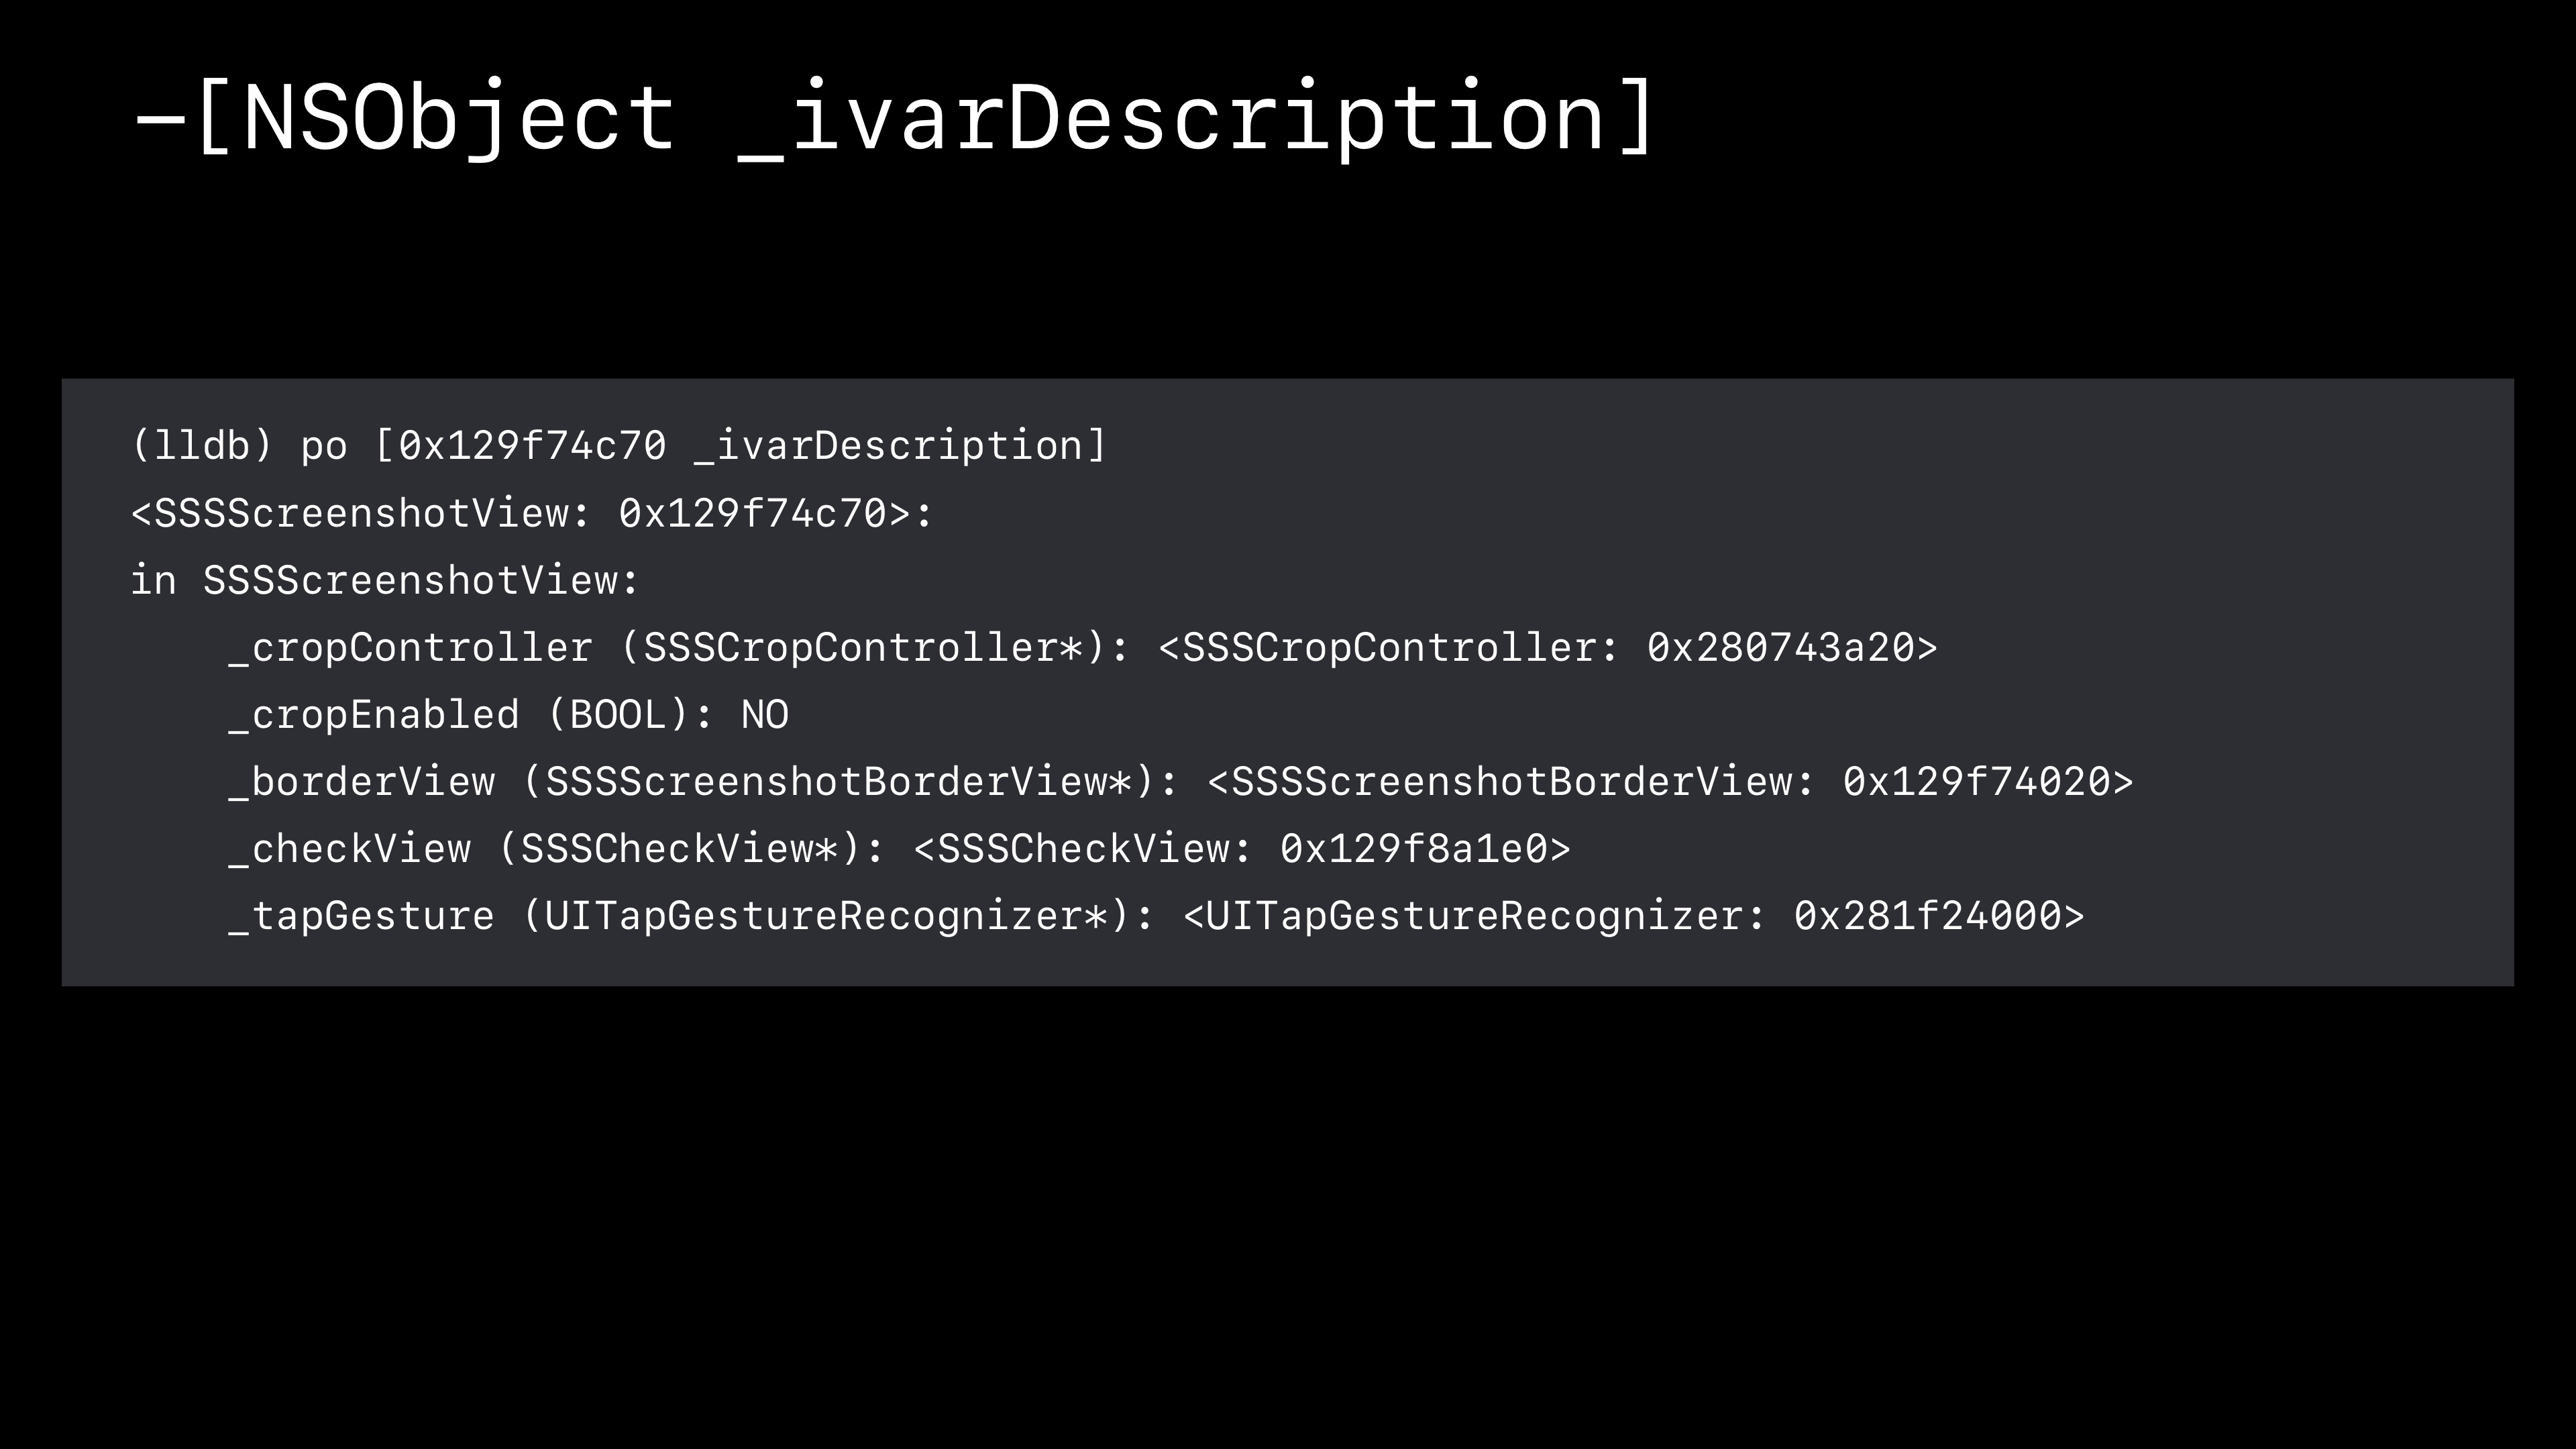 –[NSObject _ivarDescription]
(lldb) po [0x129f74c70 _ivarDescription]
<SSSScreenshotView: 0x129f74c70>:
in SSSScreenshotView:
    _cropController (SSSCropController*): <SSSCropController: 0x280743a20>
    _cropEnabled (BOOL): NO
    _borderView (SSSScreenshotBorderView*): <SSSScreenshotBorderView: 0x129f74020>
    _checkView (SSSCheckView*): <SSSCheckView: 0x129f8a1e0>
    _tapGesture (UITapGestureRecognizer*): <UITapGestureRecognizer: 0x281f24000>